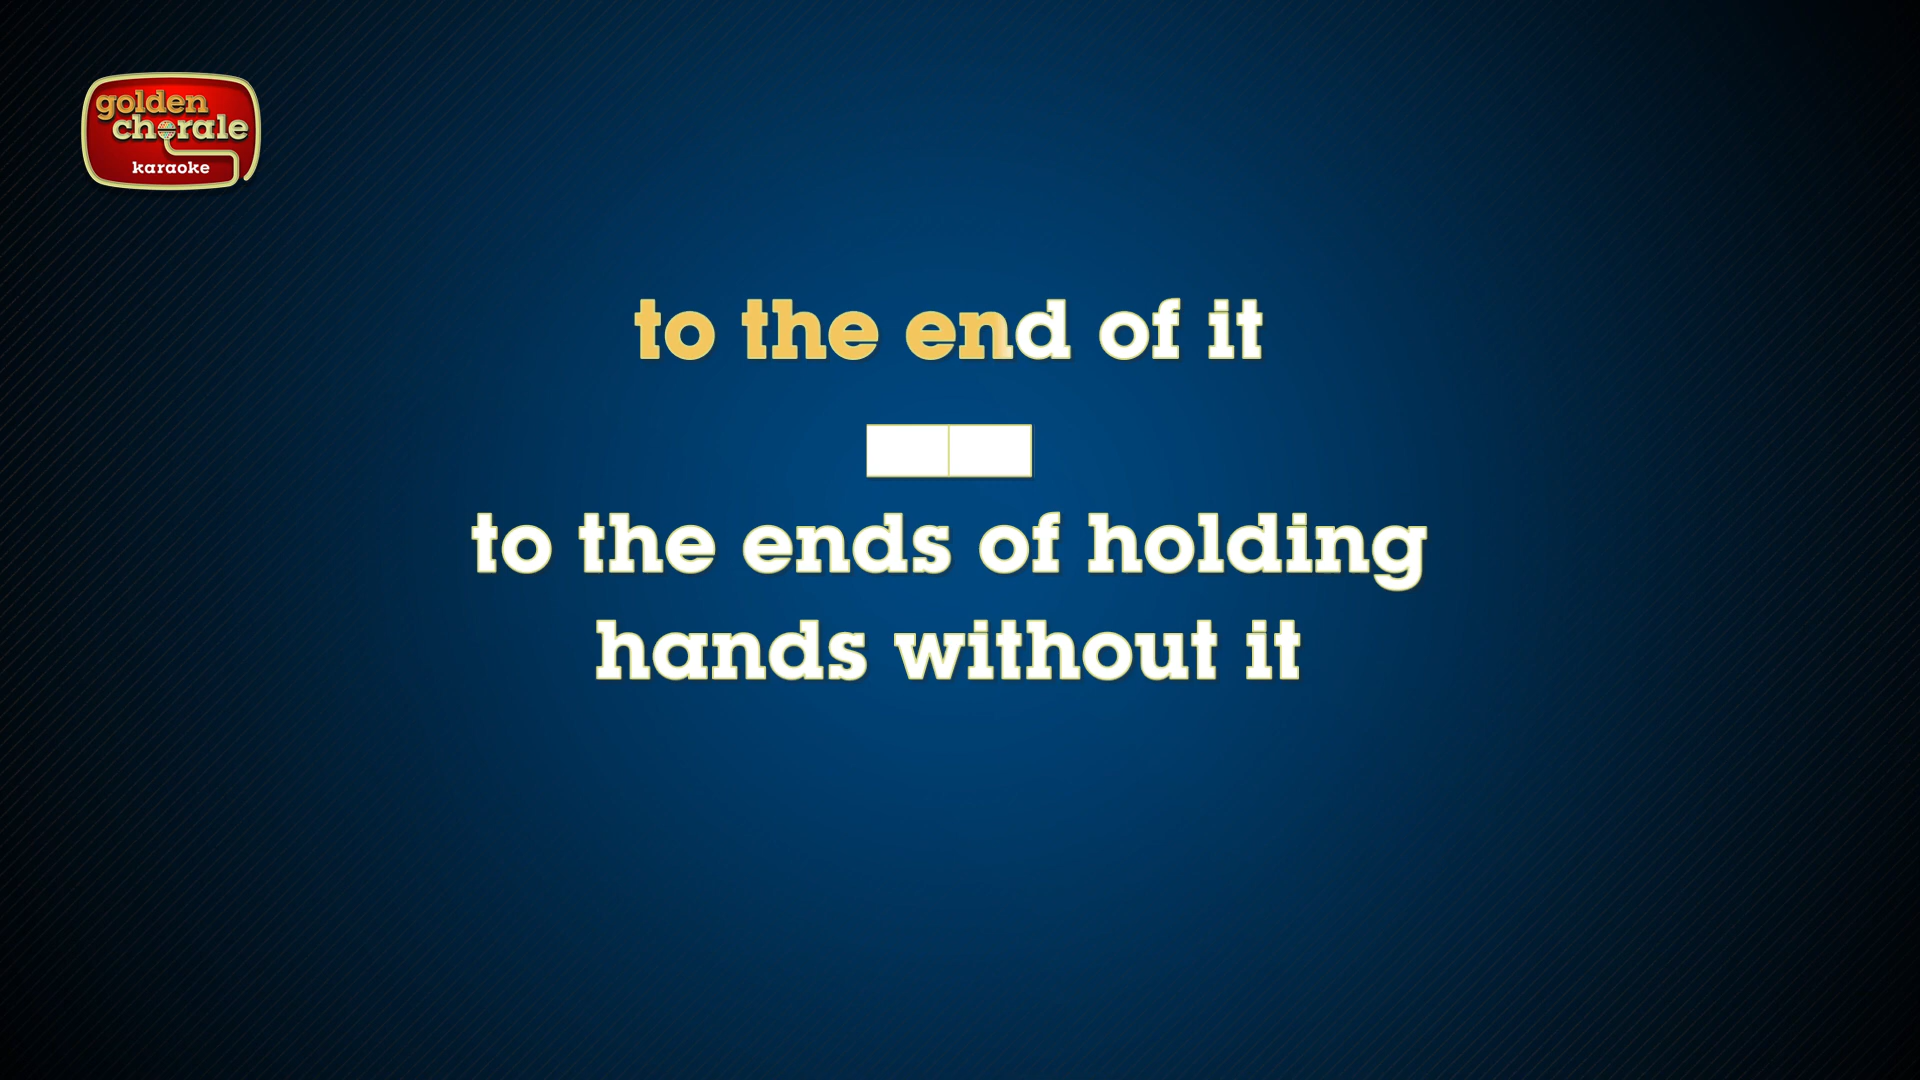 golden
chorale
karaoke
to the end of it
to the ends of holding
hands without it